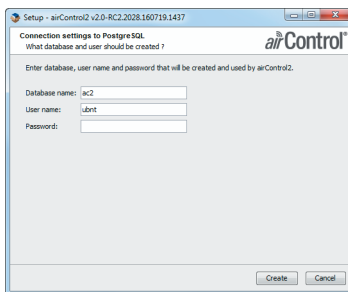 Setup - airControl2 v2.0-RC2.2028.160719.1437
Connection settings to PostgreSQL
What database and user should be created ?
airControl®
Enter database, user name and password that will be created and used by airControl2.
Database name: ac2
User name: ubnt
Password:
Create Cancel